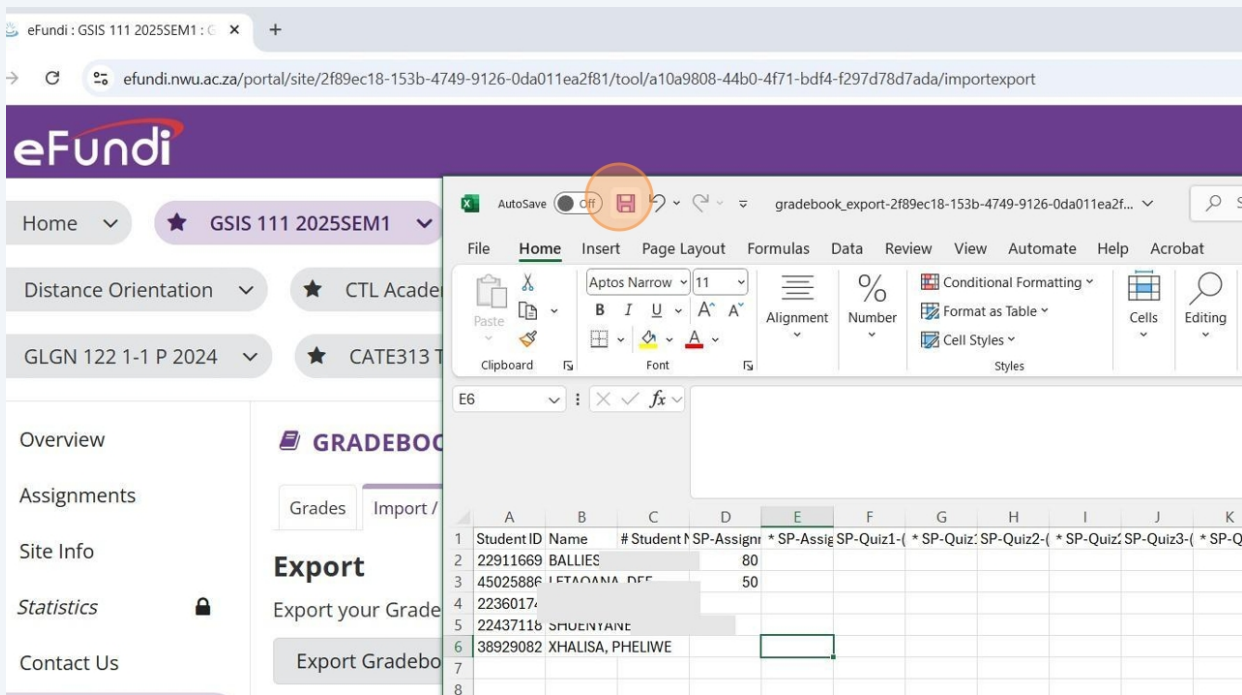 eFundi : GSIS 111 2025SEM1 : G
efundi.nwu.ac.za/portal/site/2f89ec18-153b-4749-9126-0da011ea2f81/tool/a10a9808-44b0-4f71-bdf4-f297d78d7ada/importexport
eFundi
Home
GSIS 111 2025SEM1
Distance Orientation
CTL Acade
GLGN 122 1-1 P 2024
CATE313 T
Overview
Assignments
Site Info
Statistics
Contact Us
GRADEBOO
Grades
Import /
Export
Export your Grade
Export Gradebo
AutoSave Off
gradebook_export-2f89ec18-153b-4749-9126-0da011ea2f...
File Home Insert Page Layout Formulas Data Review View Automate Help Acrobat
Paste
Clipboard
Aptos Narrow 11
B I U A A
A
Font
Alignment
%
Number
Conditional Formatting
Format as Table
Cell Styles
Styles
Cells
Editing
E6
fx
A B C D E F G H I J K
1 Student ID Name # Student SP-Assignm * SP-Assig SP-Quiz1-( * SP-Quiz SP-Quiz2-( * SP-Quiz SP-Quiz3-( * SP-Q
2 22911669 BALLIES 80
3 45025886 50
4 2236017
5 22437118 SHUENYANE
6 38929082 XHALISA, PHELIWE
7
8